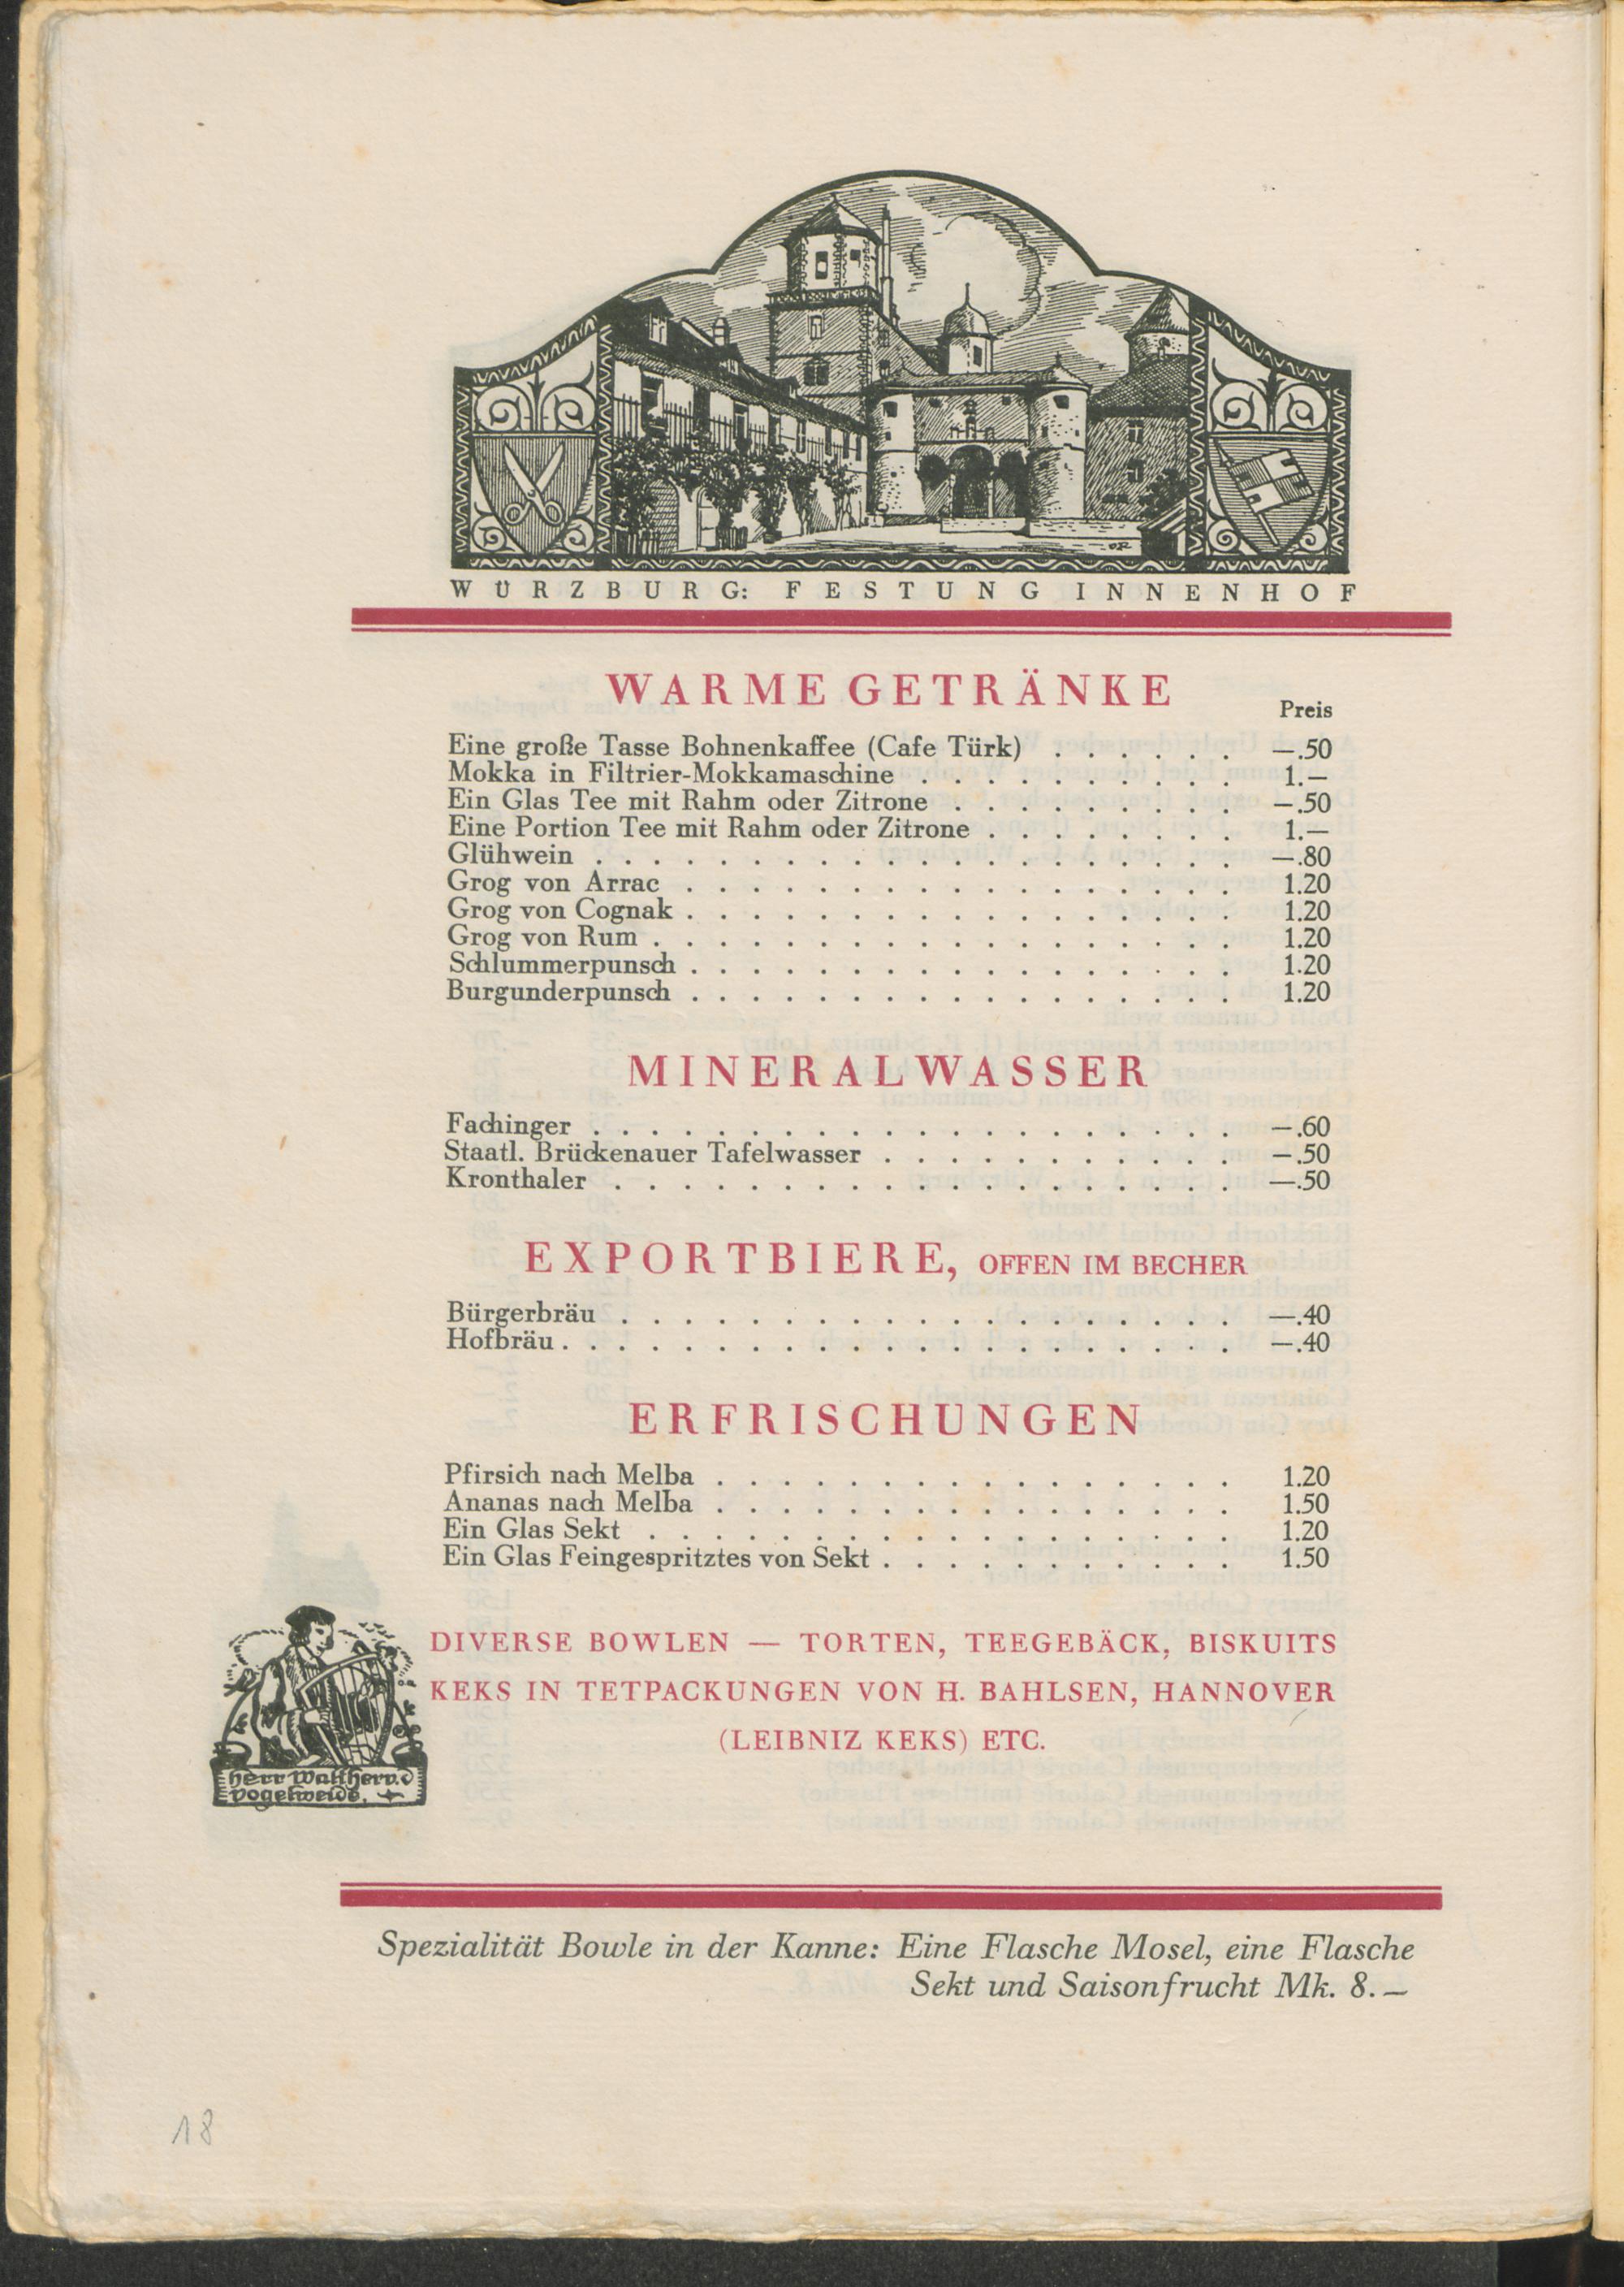 WÜRZBURG: FESTUNG INNENHOF
WARME GETRÄNKE
Preis
Eine große Tasse Bohnenkaffee (Cafe Türk) . . . . . . —.50
Mokka in Filtrier-Mokkamaschine . . . . . . . . . . 1.—
Ein Glas Tee mit Rahm oder Zitrone . . . . . . . . . —.50
Eine Portion Tee mit Rahm oder Zitrone . . . . . . . . 1.—
Glühwein . . . . . . . . . . . . . . . . . . . . —.80
Grog von Arrac . . . . . . . . . . . . . . . . . 1.20
Grog von Cognak . . . . . . . . . . . . . . . . . 1.20
Grog von Rum . . . . . . . . . . . . . . . . . . 1.20
Schlummerpunsch . . . . . . . . . . . . . . . . . 1.20
Burgunderpunsch . . . . . . . . . . . . . . . . . 1.20
MINERALWASSER
Fachinger . . . . . . . . . . . . . . . . . . . . —.60
Staatl. Brückenauer Tafelwasser . . . . . . . . . . . —.50
Kronthaler . . . . . . . . . . . . . . . . . . . —.50
EXPORTBIERE, OFFEN IM BECHER
Bürgerbräu . . . . . . . . . . . . . . . . . . . —.40
Hofbräu . . . . . . . . . . . . . . . . . . . . . —.40
ERFRISCHUNGEN
Pfirsich nach Melba . . . . . . . . . . . . . . . . 1.20
Ananas nach Melba . . . . . . . . . . . . . . . . 1.50
Ein Glas Sekt . . . . . . . . . . . . . . . . . . 1.20
Ein Glas Feingespritztes von Sekt . . . . . . . . . . . 1.50
DIVERSE BOWLEN — TORTEN, TEEGEBÄCK, BISKUITS
KEKS IN TETPACKUNGEN VON H. BAHLSEN, HANNOVER
(LEIBNIZ KEKS) ETC.
herr Walther v. d
vogelweide.
Spezialität Bowle in der Kanne: Eine Flasche Mosel, eine Flasche
Sekt und Saisonfrucht Mk. 8.—
18